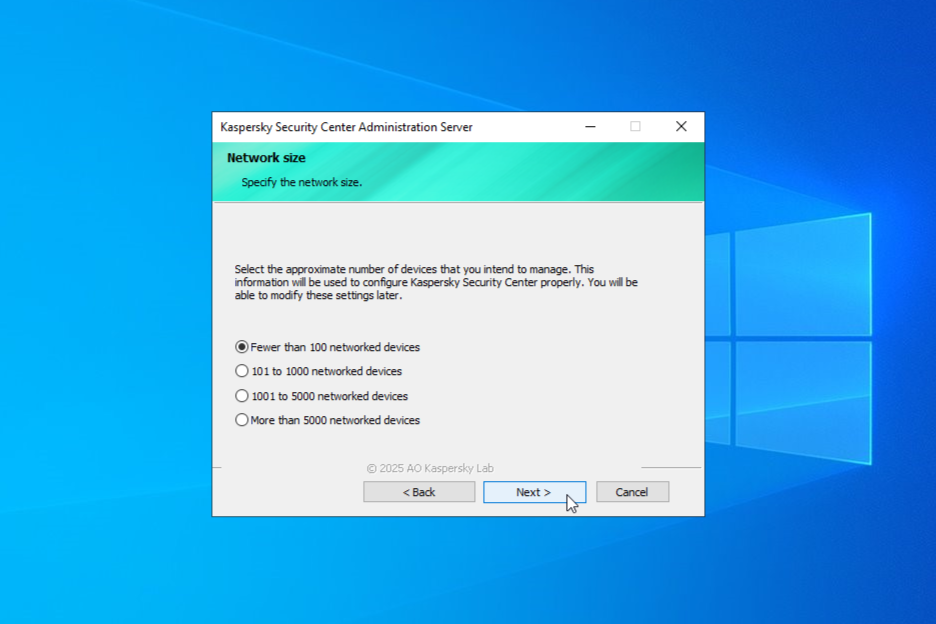 Kaspersky Security Center Administration Server
Network size
Specify the network size.
Select the approximate number of devices that you intend to manage. This
information will be used to configure Kaspersky Security Center properly. You will be
able to modify these settings later.
Fewer than 100 networked devices
101 to 1000 networked devices
1001 to 5000 networked devices
More than 5000 networked devices
© 2025 AO Kaspersky Lab
< Back
Next >
Cancel